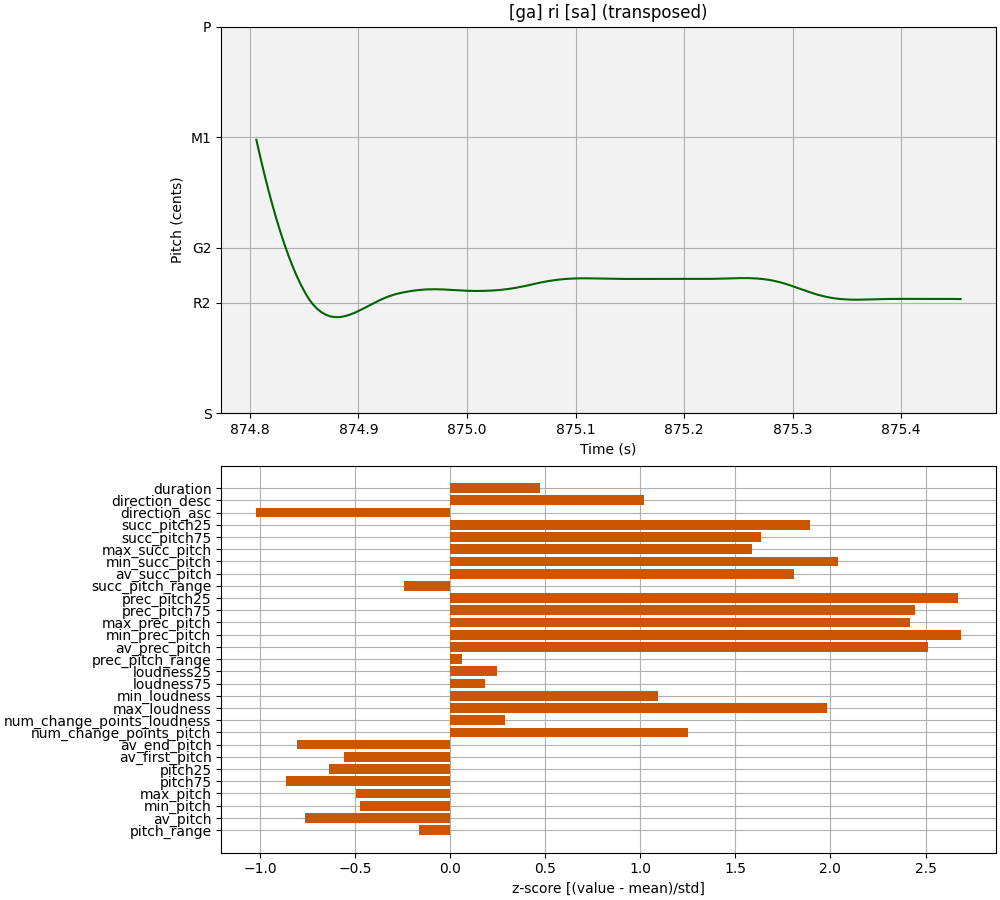 [ga] ri [sa] (transposed)
P
M1
G2
R2
S
Pitch (cents)
874.8 874.9 875.0 875.1 875.2 875.3 875.4
Time (s)
duration
direction_desc
direction_asc
succ_pitch25
succ_pitch75
max_succ_pitch
min_succ_pitch
av_succ_pitch
succ_pitch_range
prec_pitch25
prec_pitch75
max_prec_pitch
min_prec_pitch
av_prec_pitch
prec_pitch_range
loudness25
loudness75
min_loudness
max_loudness
num_change_points_loudness
num_change_points_pitch
av_end_pitch
av_first_pitch
pitch25
pitch75
max_pitch
min_pitch
av_pitch
pitch_range
−1.0 −0.5 0.0 0.5 1.0 1.5 2.0 2.5
z-score [(value - mean)/std]